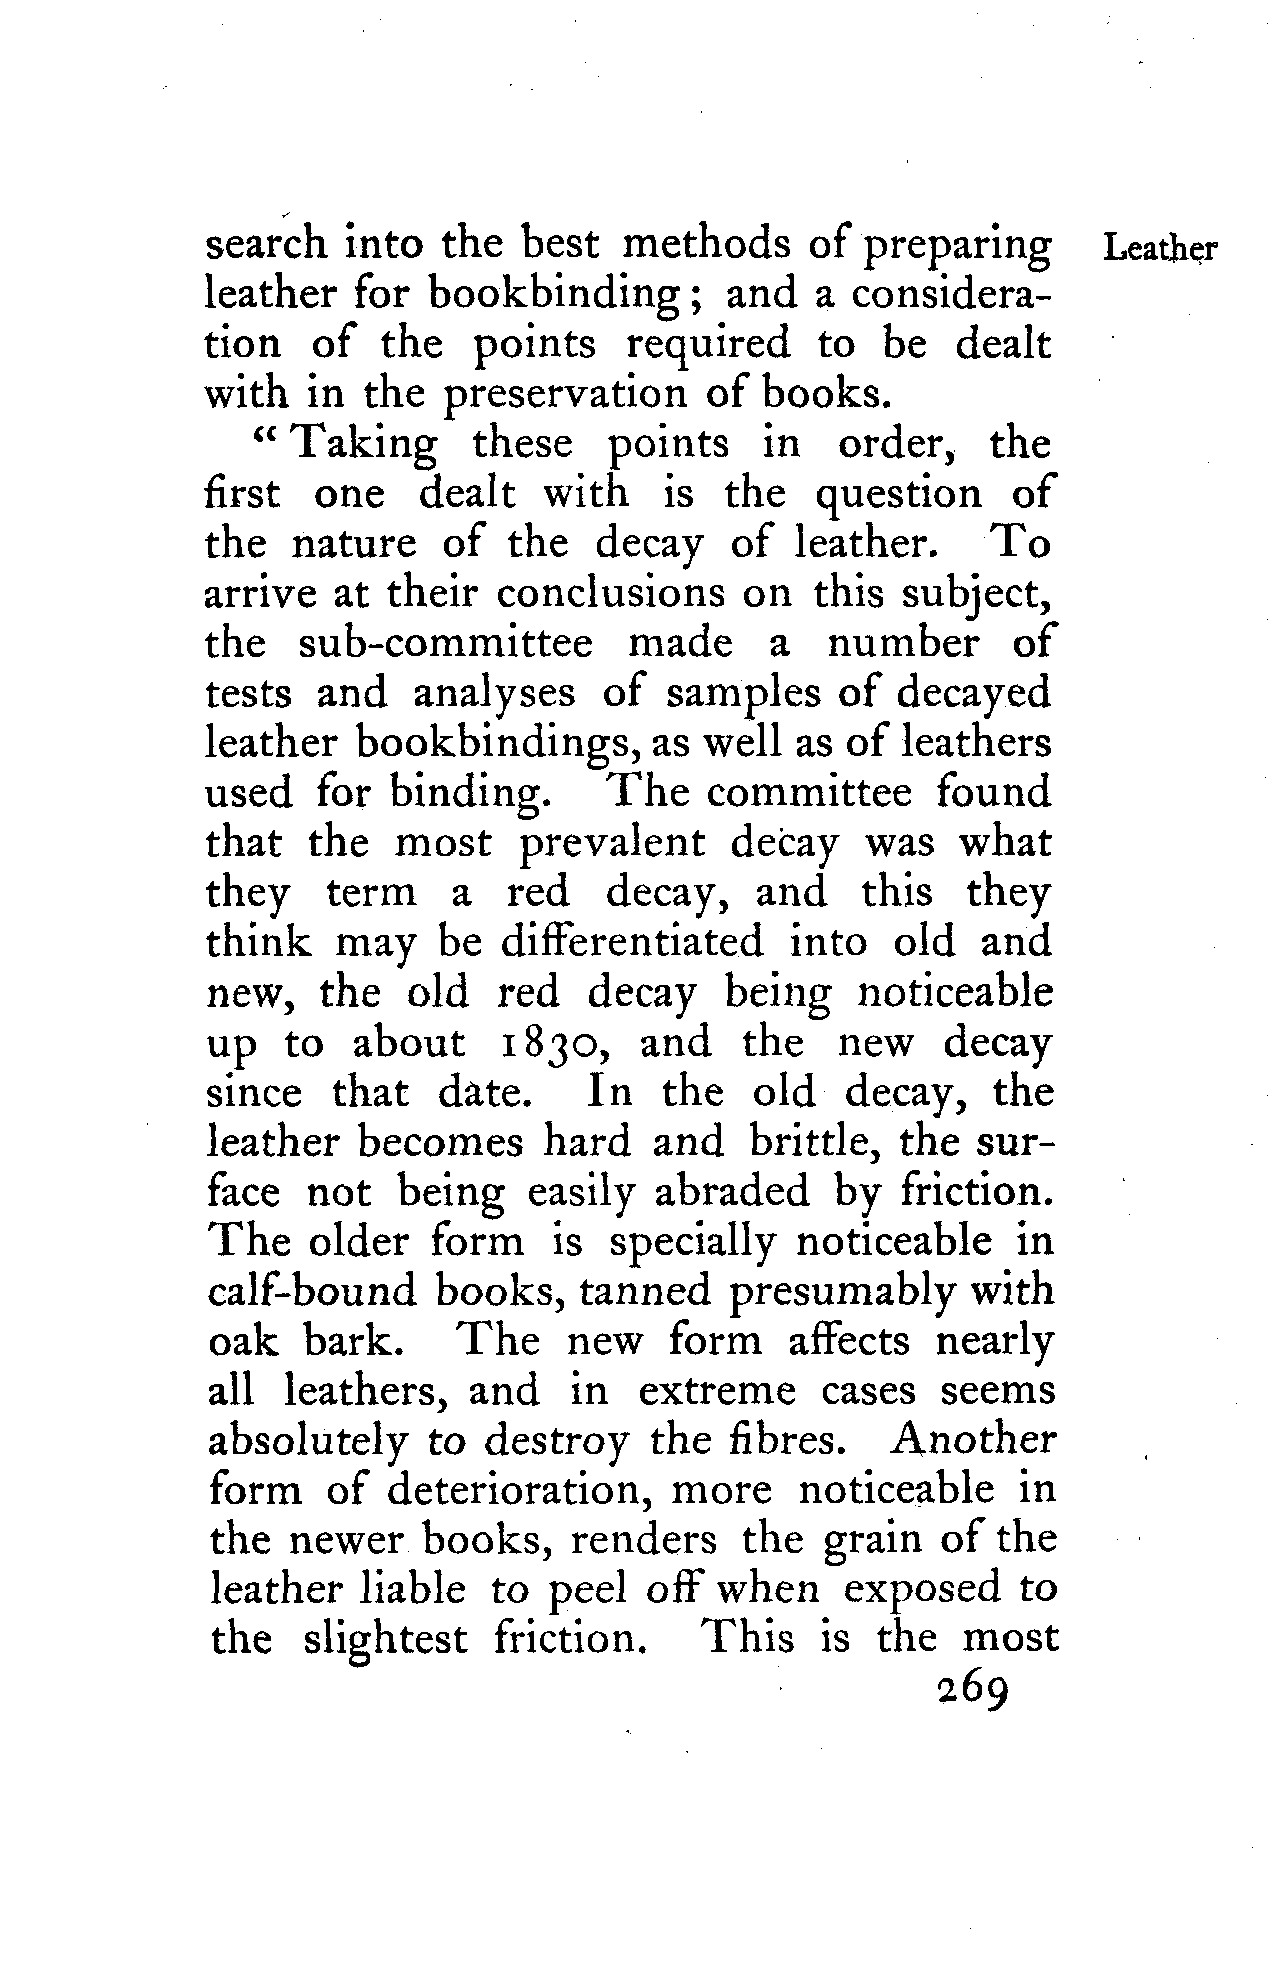 search into the best methods of preparing
Leather
leather for bookbinding; and a considera-
tion of the points required to be dealt
with in the preservation of books.
“Taking these points in order, the
first one dealt with is the question of
the nature of the decay of leather. To
arrive at their conclusions on this subject,
the sub-committee made a number of
tests and analyses of samples of decayed
leather bookbindings, as well as of leathers
used for binding. The committee found
that the most prevalent decay was what
they term a red decay, and this they
think may be differentiated into old and
new, the old red decay being noticeable
up to about 1830, and the new decay
since that date. In the old decay, the
leather becomes hard and brittle, the sur-
face not being easily abraded by friction.
The older form is specially noticeable in
calf-bound books, tanned presumably with
oak bark. The new form affects nearly
all leathers, and in extreme cases seems
absolutely to destroy the fibres. Another
form of deterioration, more noticeable in
the newer books, renders the grain of the
leather liable to peel off when exposed to
the slightest friction. This is the most
269